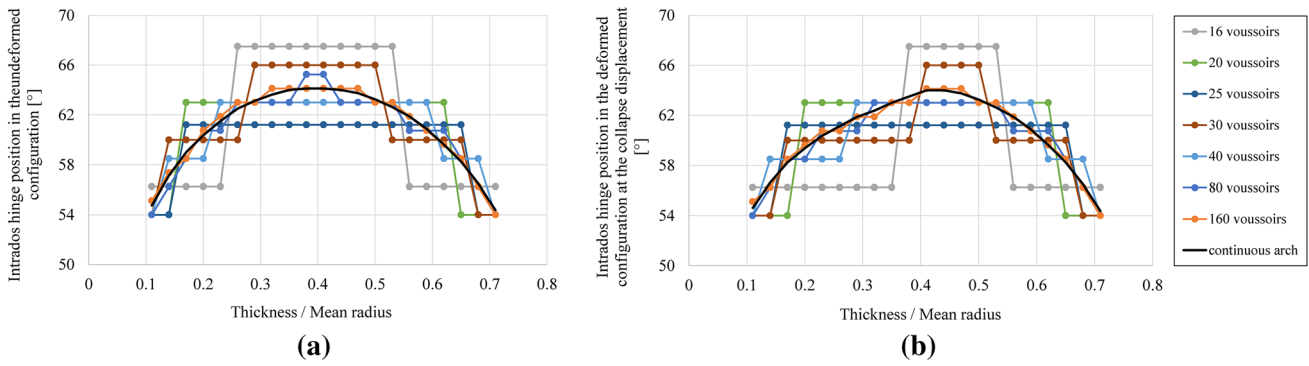 Intrados hinge position in theundeformed
configuration [°]
70
66
62
58
54
50
0
0.1
0.2
0.3
0.4
0.5
0.6
0.7
0.8
Thickness / Mean radius
(a)
Intrados hinge position in the deformed
configuration at the collapse displacement
[°]
70
66
62
58
54
50
0
0.1
0.2
0.3
0.4
0.5
0.6
0.7
0.8
Thickness / Mean radius
(b)
16 voussoirs
20 voussoirs
25 voussoirs
30 voussoirs
40 voussoirs
80 voussoirs
160 voussoirs
continuous arch